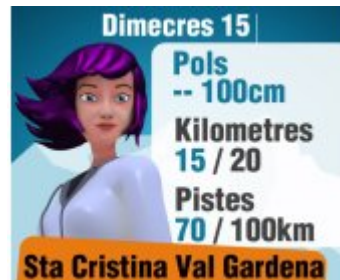 Dimecres 15
Pols
-- 100cm
Kilometres
15 / 20
Pistes
70 / 100km
Sta Cristina Val Gardena